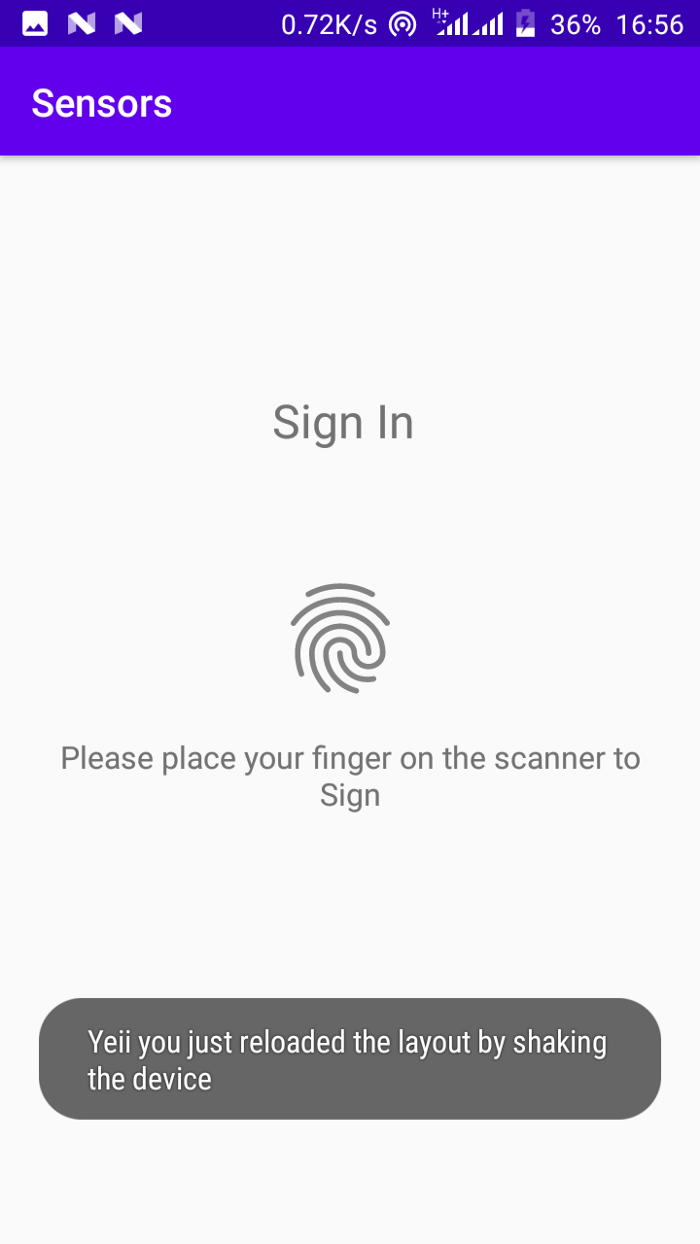 0.72K/s H+ 36% 16:56
Sensors
Sign In
Please place your finger on the scanner to
Sign
Yeii you just reloaded the layout by shaking
the device